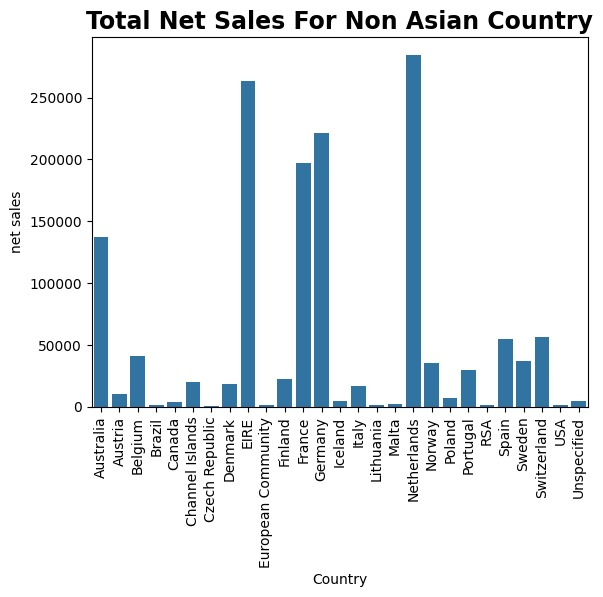 Total Net Sales For Non Asian Country
net sales
250000
200000
150000
100000
50000
0
Australia
Austria
Belgium
Brazil
Canada
Channel Islands
Czech Republic
Denmark
EIRE
European Community
Finland
France
Germany
Iceland
Italy
Lithuania
Malta
Netherlands
Norway
Poland
Portugal
RSA
Spain
Sweden
Switzerland
USA
Unspecified
Country